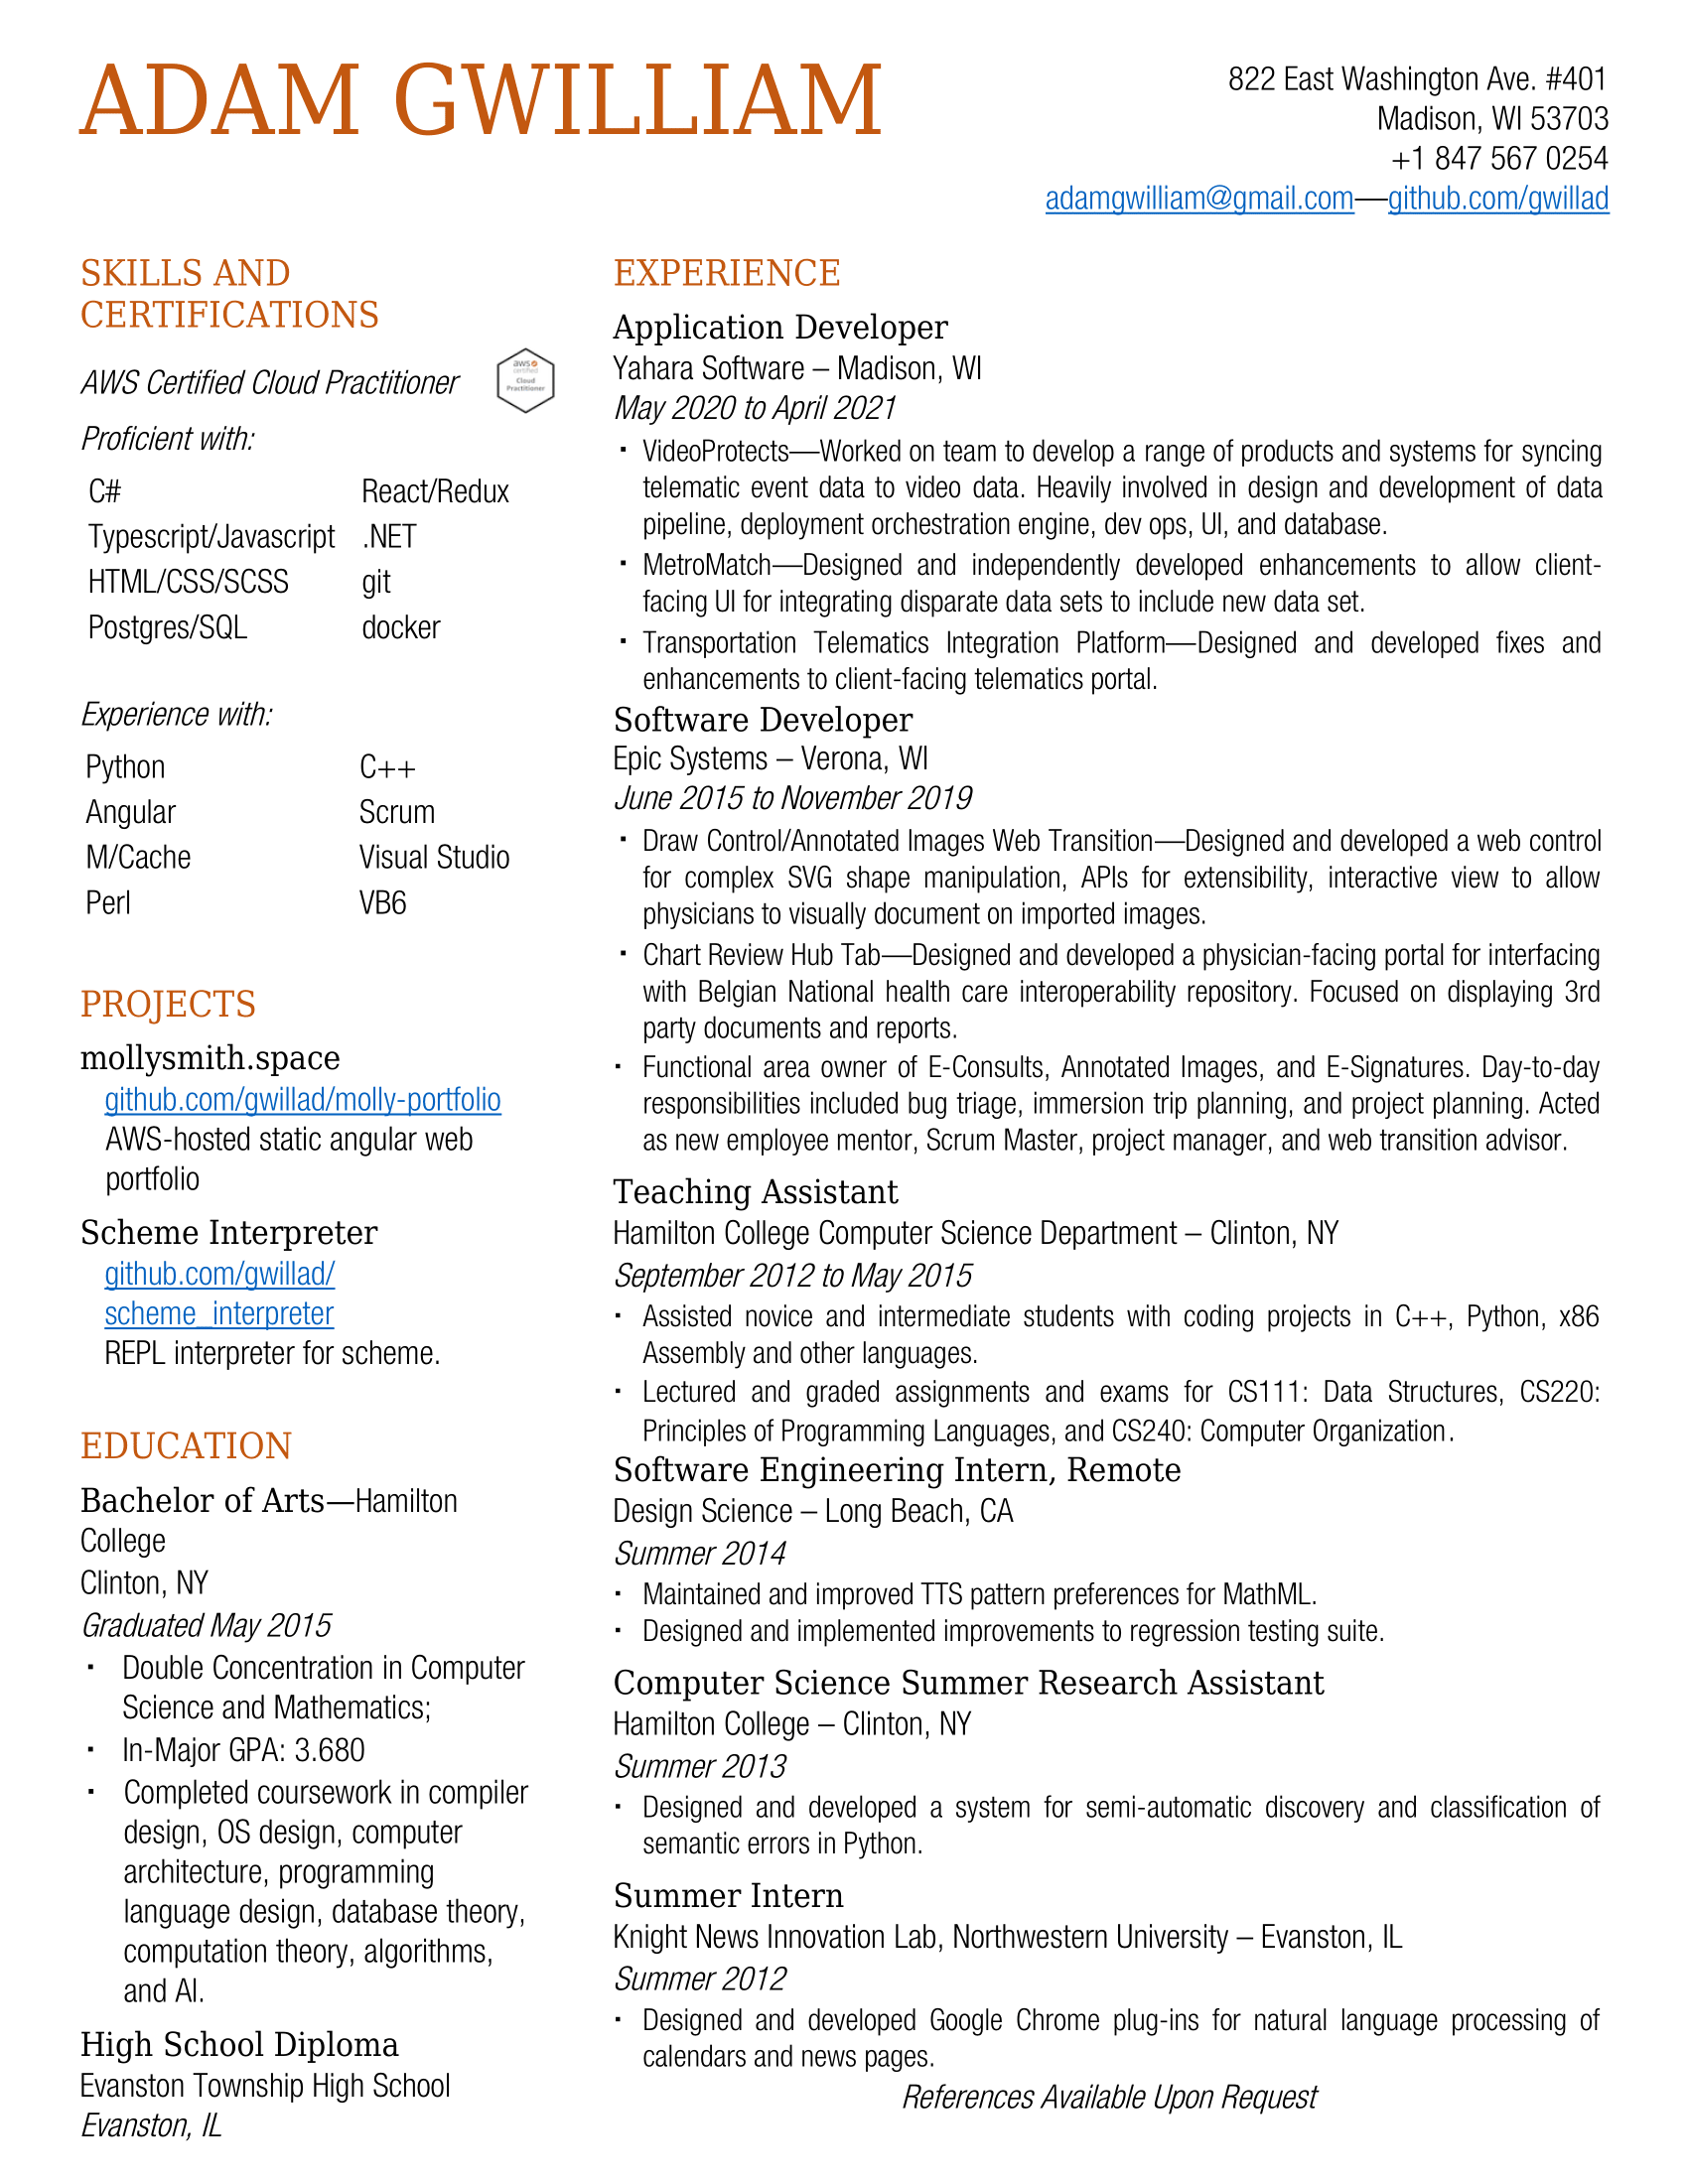 ADAM GWILLIAM
822 East Washington Ave. #401
Madison, WI 53703
+1 847 567 0254
adamgwilliam@gmail.com—github.com/gwillad
SKILLS AND
CERTIFICATIONS
AWS Certified Cloud Practitioner
aws
certified
Cloud
Practitioner
Proficient with:
C# React/Redux
Typescript/Javascript .NET
HTML/CSS/SCSS git
Postgres/SQL docker
Experience with:
Python C++
Angular Scrum
M/Cache Visual Studio
Perl VB6
PROJECTS
mollysmith.space
github.com/gwillad/molly-portfolio
AWS-hosted static angular web
portfolio
Scheme Interpreter
github.com/gwillad/
scheme_interpreter
REPL interpreter for scheme.
EDUCATION
Bachelor of Arts—Hamilton
College
Clinton, NY
Graduated May 2015
▪ Double Concentration in Computer
Science and Mathematics;
▪ In-Major GPA: 3.680
▪ Completed coursework in compiler
design, OS design, computer
architecture, programming
language design, database theory,
computation theory, algorithms,
and AI.
High School Diploma
Evanston Township High School
Evanston, IL
EXPERIENCE
Application Developer
Yahara Software – Madison, WI
May 2020 to April 2021
▪ VideoProtects—Worked on team to develop a range of products and systems for syncing
telematic event data to video data. Heavily involved in design and development of data
pipeline, deployment orchestration engine, dev ops, UI, and database.
▪ MetroMatch—Designed and independently developed enhancements to allow client-
facing UI for integrating disparate data sets to include new data set.
▪ Transportation Telematics Integration Platform—Designed and developed fixes and
enhancements to client-facing telematics portal.
Software Developer
Epic Systems – Verona, WI
June 2015 to November 2019
▪ Draw Control/Annotated Images Web Transition—Designed and developed a web control
for complex SVG shape manipulation, APIs for extensibility, interactive view to allow
physicians to visually document on imported images.
▪ Chart Review Hub Tab—Designed and developed a physician-facing portal for interfacing
with Belgian National health care interoperability repository. Focused on displaying 3rd
party documents and reports.
▪ Functional area owner of E-Consults, Annotated Images, and E-Signatures. Day-to-day
responsibilities included bug triage, immersion trip planning, and project planning. Acted
as new employee mentor, Scrum Master, project manager, and web transition advisor.
Teaching Assistant
Hamilton College Computer Science Department – Clinton, NY
September 2012 to May 2015
▪ Assisted novice and intermediate students with coding projects in C++, Python, x86
Assembly and other languages.
▪ Lectured and graded assignments and exams for CS111: Data Structures, CS220:
Principles of Programming Languages, and CS240: Computer Organization.
Software Engineering Intern, Remote
Design Science – Long Beach, CA
Summer 2014
▪ Maintained and improved TTS pattern preferences for MathML.
▪ Designed and implemented improvements to regression testing suite.
Computer Science Summer Research Assistant
Hamilton College – Clinton, NY
Summer 2013
▪ Designed and developed a system for semi-automatic discovery and classification of
semantic errors in Python.
Summer Intern
Knight News Innovation Lab, Northwestern University – Evanston, IL
Summer 2012
▪ Designed and developed Google Chrome plug-ins for natural language processing of
calendars and news pages.
References Available Upon Request